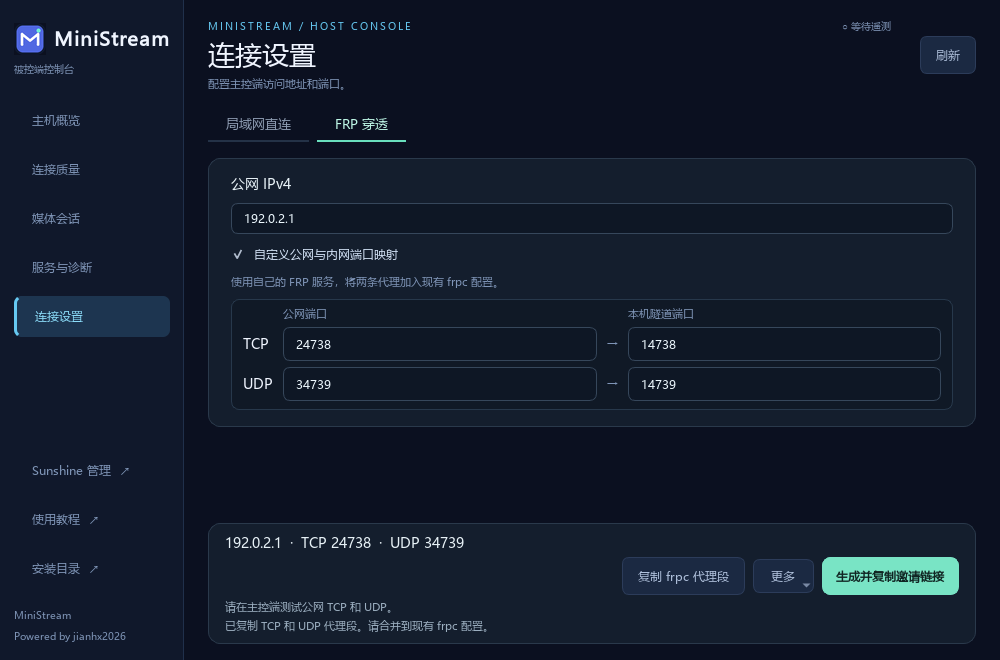 MiniStream
被控端控制台
主机概览
连接质量
媒体会话
服务与诊断
连接设置
Sunshine 管理 ↗
使用教程 ↗
安装目录 ↗
MiniStream
Powered by jianhx2026
MINISTREAM / HOST CONSOLE
○ 等待遥测
连接设置
刷新
配置主控端访问地址和端口。
局域网直连
FRP 穿透
公网 IPv4
192.0.2.1
✓ 自定义公网与内网端口映射
使用自己的 FRP 服务，将两条代理加入现有 frpc 配置。
公网端口 本机隧道端口
TCP 24738 → 14738
UDP 34739 → 14739
192.0.2.1 · TCP 24738 · UDP 34739
复制 frpc 代理段 更多 生成并复制邀请链接
请在主控端测试公网 TCP 和 UDP。
已复制 TCP 和 UDP 代理段。请合并到现有 frpc 配置。